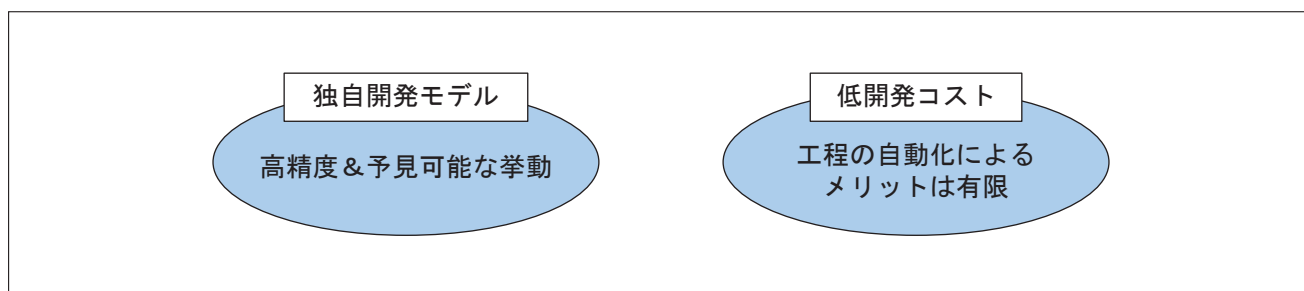 独自開発モデル
高精度＆予見可能な挙動
低開発コスト
工程の自動化による
メリットは有限